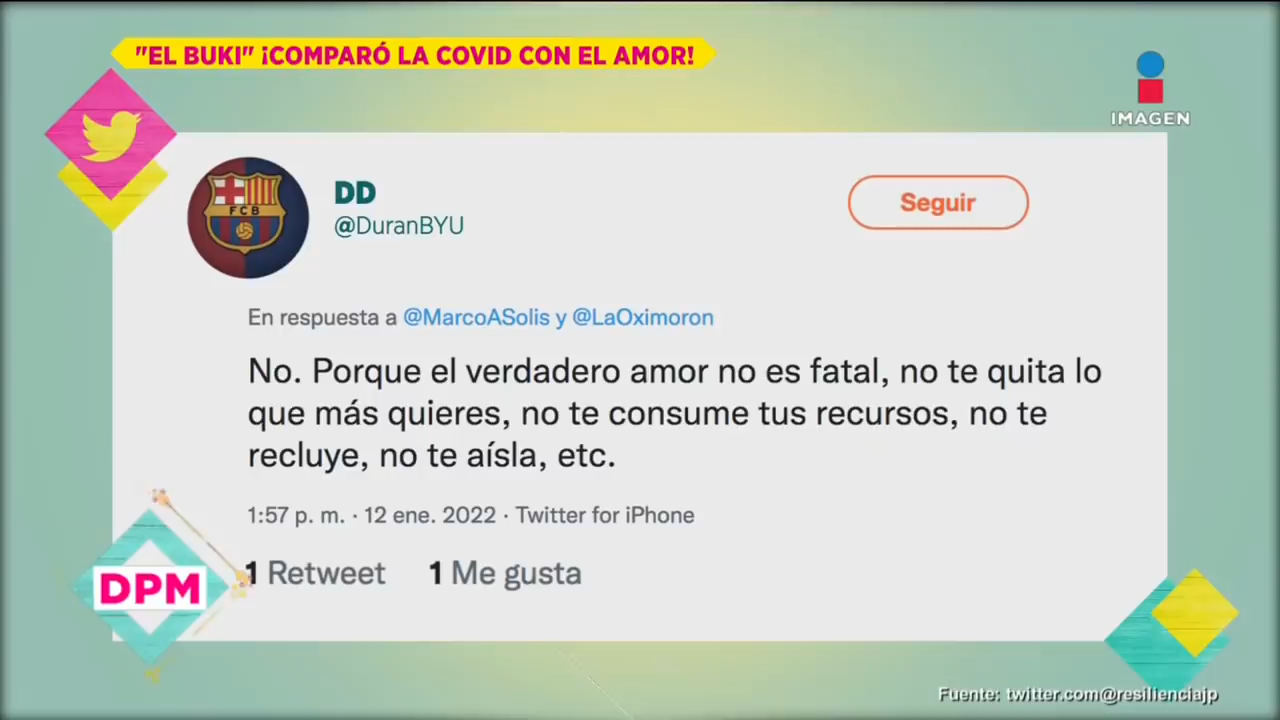 "EL BUKI" ¡COMPARÓ LA COVID CON EL AMOR!
IMAGEN
FCB
DD
@DuranBYU
Seguir
En respuesta a @MarcoASolis y @LaOximoron
No. Porque el verdadero amor no es fatal, no te quita lo
que más quieres, no te consume tus recursos, no te
recluye, no te aísla, etc.
1:57 p. m. · 12 ene. 2022 · Twitter for iPhone
1 Retweet 1 Me gusta
DPM
Fuente: twitter.com@resilienciajp